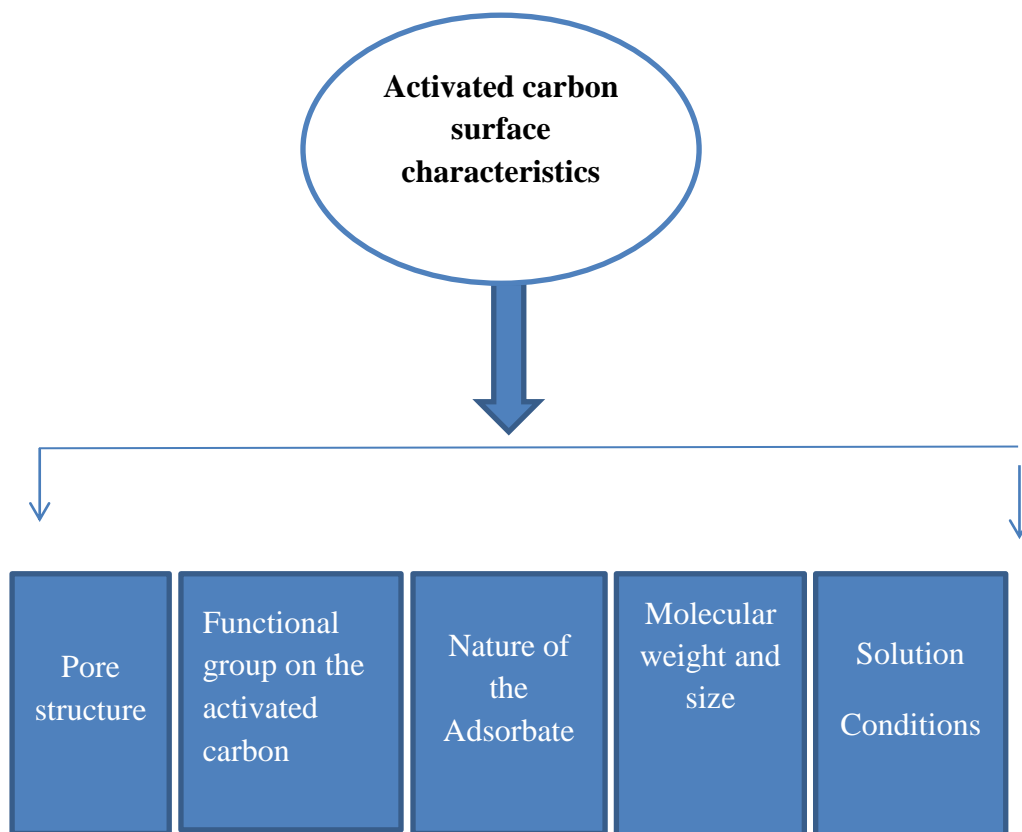 Activated carbon
surface
characteristics
Pore
structure
Functional
group on the
activated
carbon
Nature of
the
Adsorbate
Molecular
weight and
size
Solution
Conditions